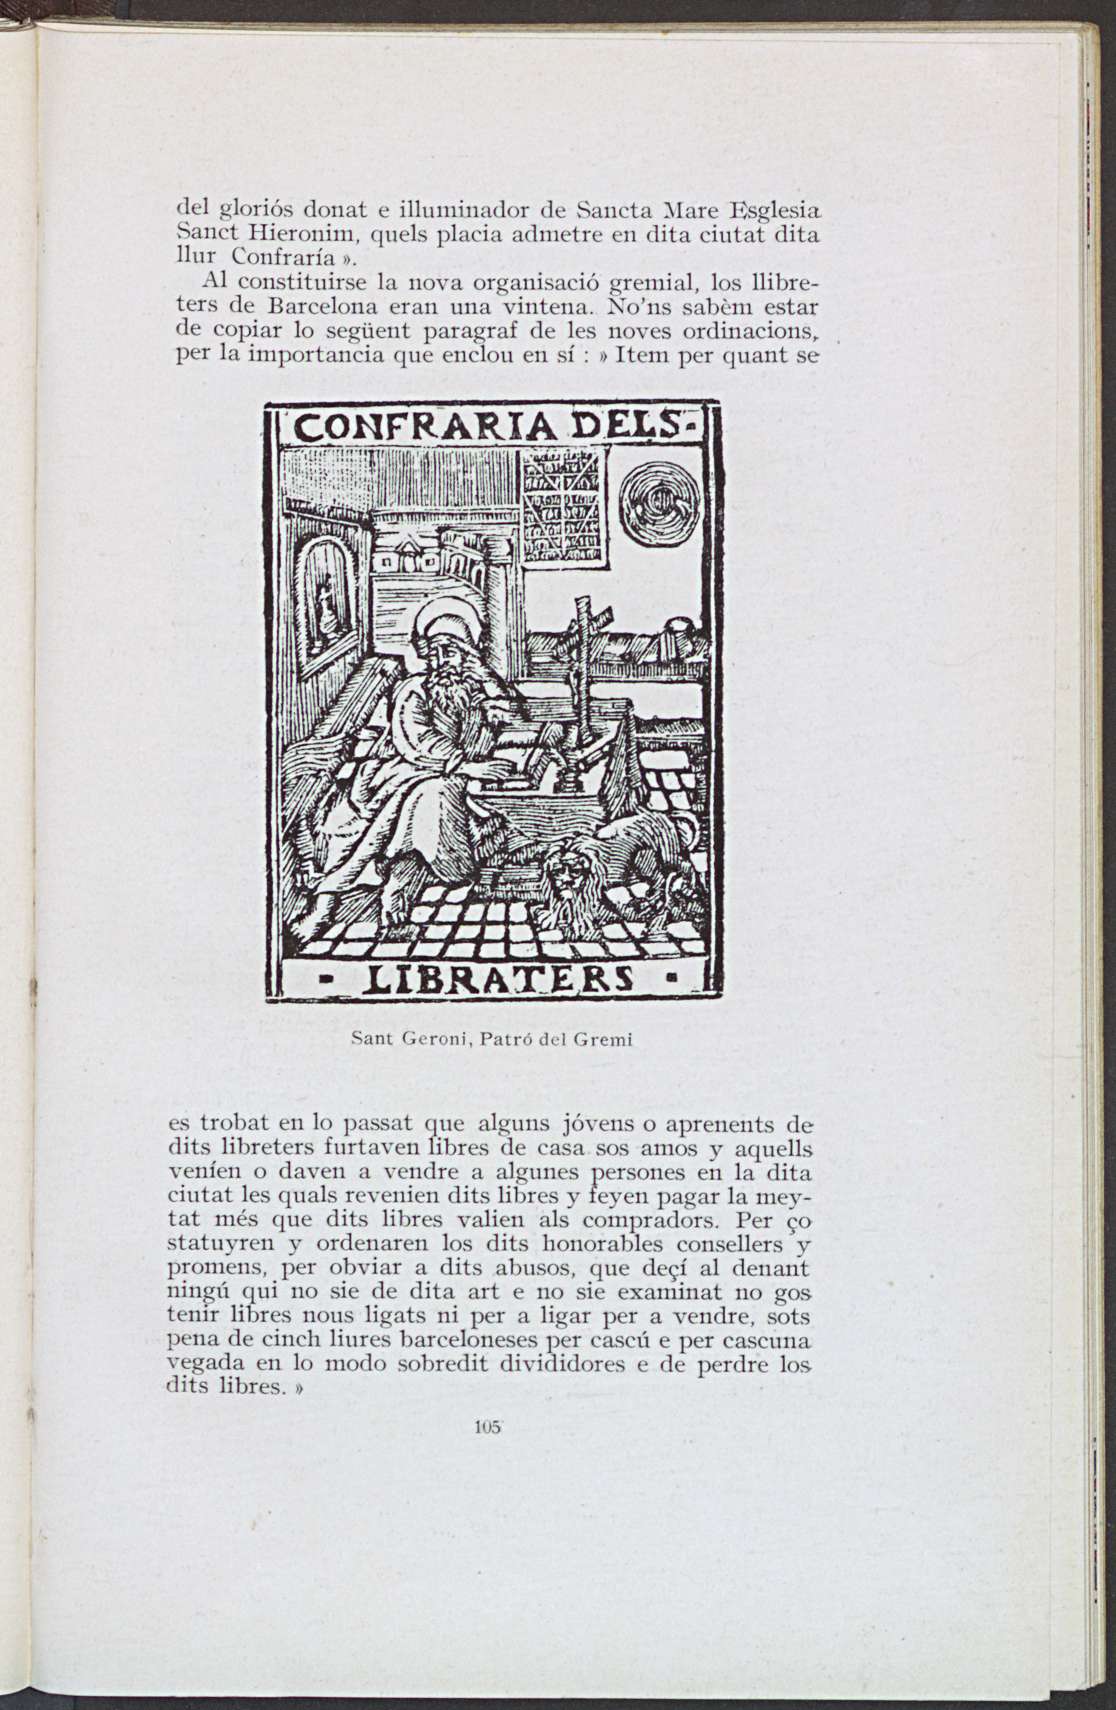 del gloriós donat e illuminador de Sancta Mare Esglesia
Sanct Hieronim, quels placia admetre en dita ciutat dita
llur Confraría ».
Al constituirse la nova organisació gremial, los llibre-
ters de Barcelona eran una vintena. No'ns sabèm estar
de copiar lo següent paragraf de les noves ordinacions,
per la importancia que enclou en sí : » Item per quant se
CONFRARIA DELS-
- LIBRATERS -
Sant Geroni, Patró del Gremi
es trobat en lo passat que alguns jóvens o aprenents de
dits libreters furtaven libres de casa sos amos y aquells
veníen o daven a vendre a algunes persones en la dita
ciutat les quals revenien dits libres y feyen pagar la mey-
tat més que dits libres valien als compradors. Per ço
statuyren y ordenaren los dits honorables consellers y
promens, per obviar a dits abusos, que deçí al denant
ningú qui no sie de dita art e no sie examinat no gos
tenir libres nous ligats ni per a ligar per a vendre, sots
pena de cinch liures barceloneses per cascú e per cascuna
vegada en lo modo sobredit divididores e de perdre los
dits libres. »
105